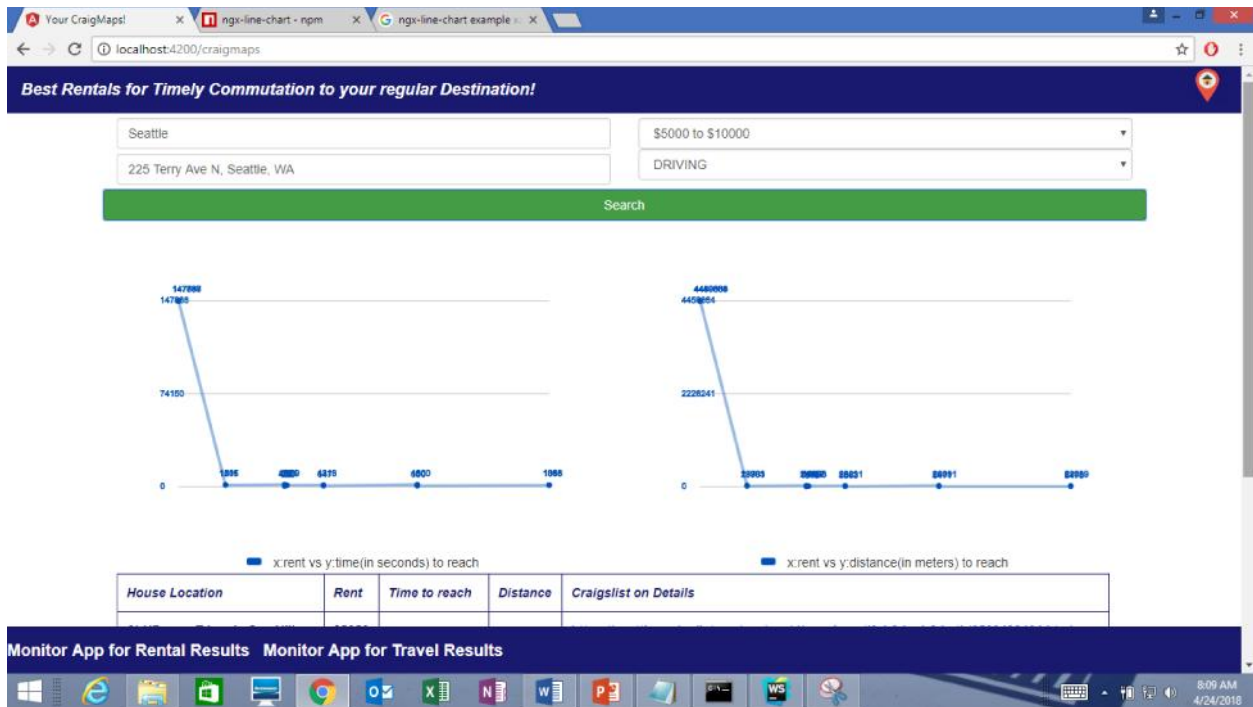 Your CraigMaps!
ngx-line-chart - npm
ngx-line-chart example
localhost:4200/craigmaps
Best Rentals for Timely Commutation to your regular Destination!
Seattle
$5000 to $10000
225 Terry Ave N, Seattle, WA
DRIVING
Search
74150
0
2226241
0
x:rent vs y:time(in seconds) to reach
x:rent vs y:distance(in meters) to reach
House Location Rent Time to reach Distance Craigslist on Details
Monitor App for Rental Results Monitor App for Travel Results
8:09 AM
4/24/2018